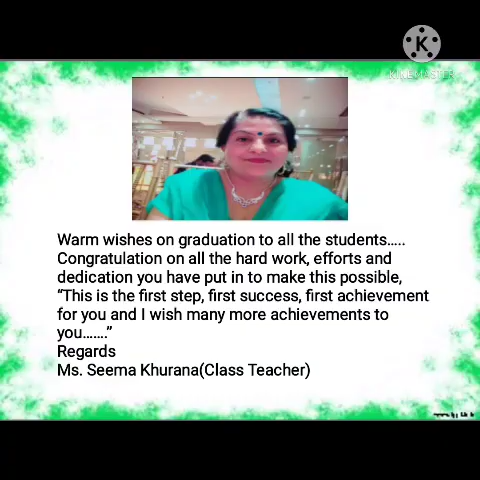 K
KINEMASTER
Warm wishes on graduation to all the students.....
Congratulation on all the hard work, efforts and
dedication you have put in to make this possible,
“This is the first step, first success, first achievement
for you and I wish many more achievements to
you.......”
Regards
Ms. Seema Khurana(Class Teacher)